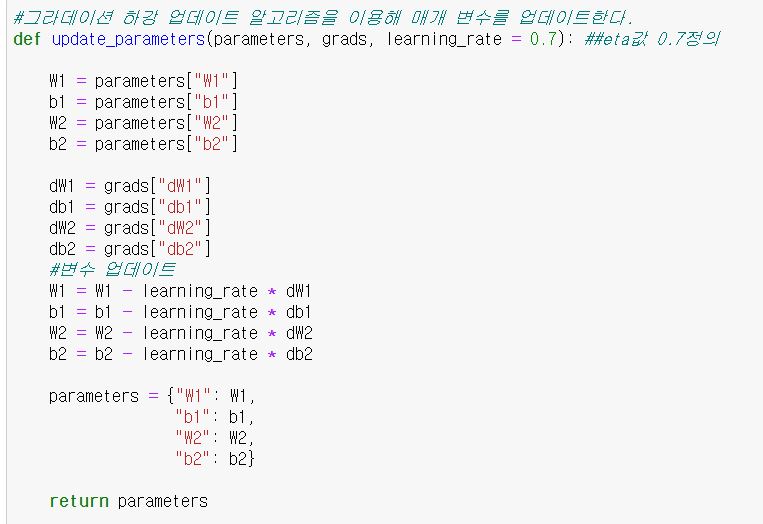 #그라데이션 하강 업데이트 알고리즘을 이용해 매개 변수를 업데이트한다.
def update_parameters(parameters, grads, learning_rate = 0.7): ##eta값 0.7정의
W1 = parameters["W1"]
b1 = parameters["b1"]
W2 = parameters["W2"]
b2 = parameters["b2"]
dW1 = grads["dW1"]
db1 = grads["db1"]
dW2 = grads["dW2"]
db2 = grads["db2"]
#변수 업데이트
W1 = W1 - learning_rate * dW1
b1 = b1 - learning_rate * db1
W2 = W2 - learning_rate * dW2
b2 = b2 - learning_rate * db2
parameters = {"W1": W1,
"b1": b1,
"W2": W2,
"b2": b2}
return parameters